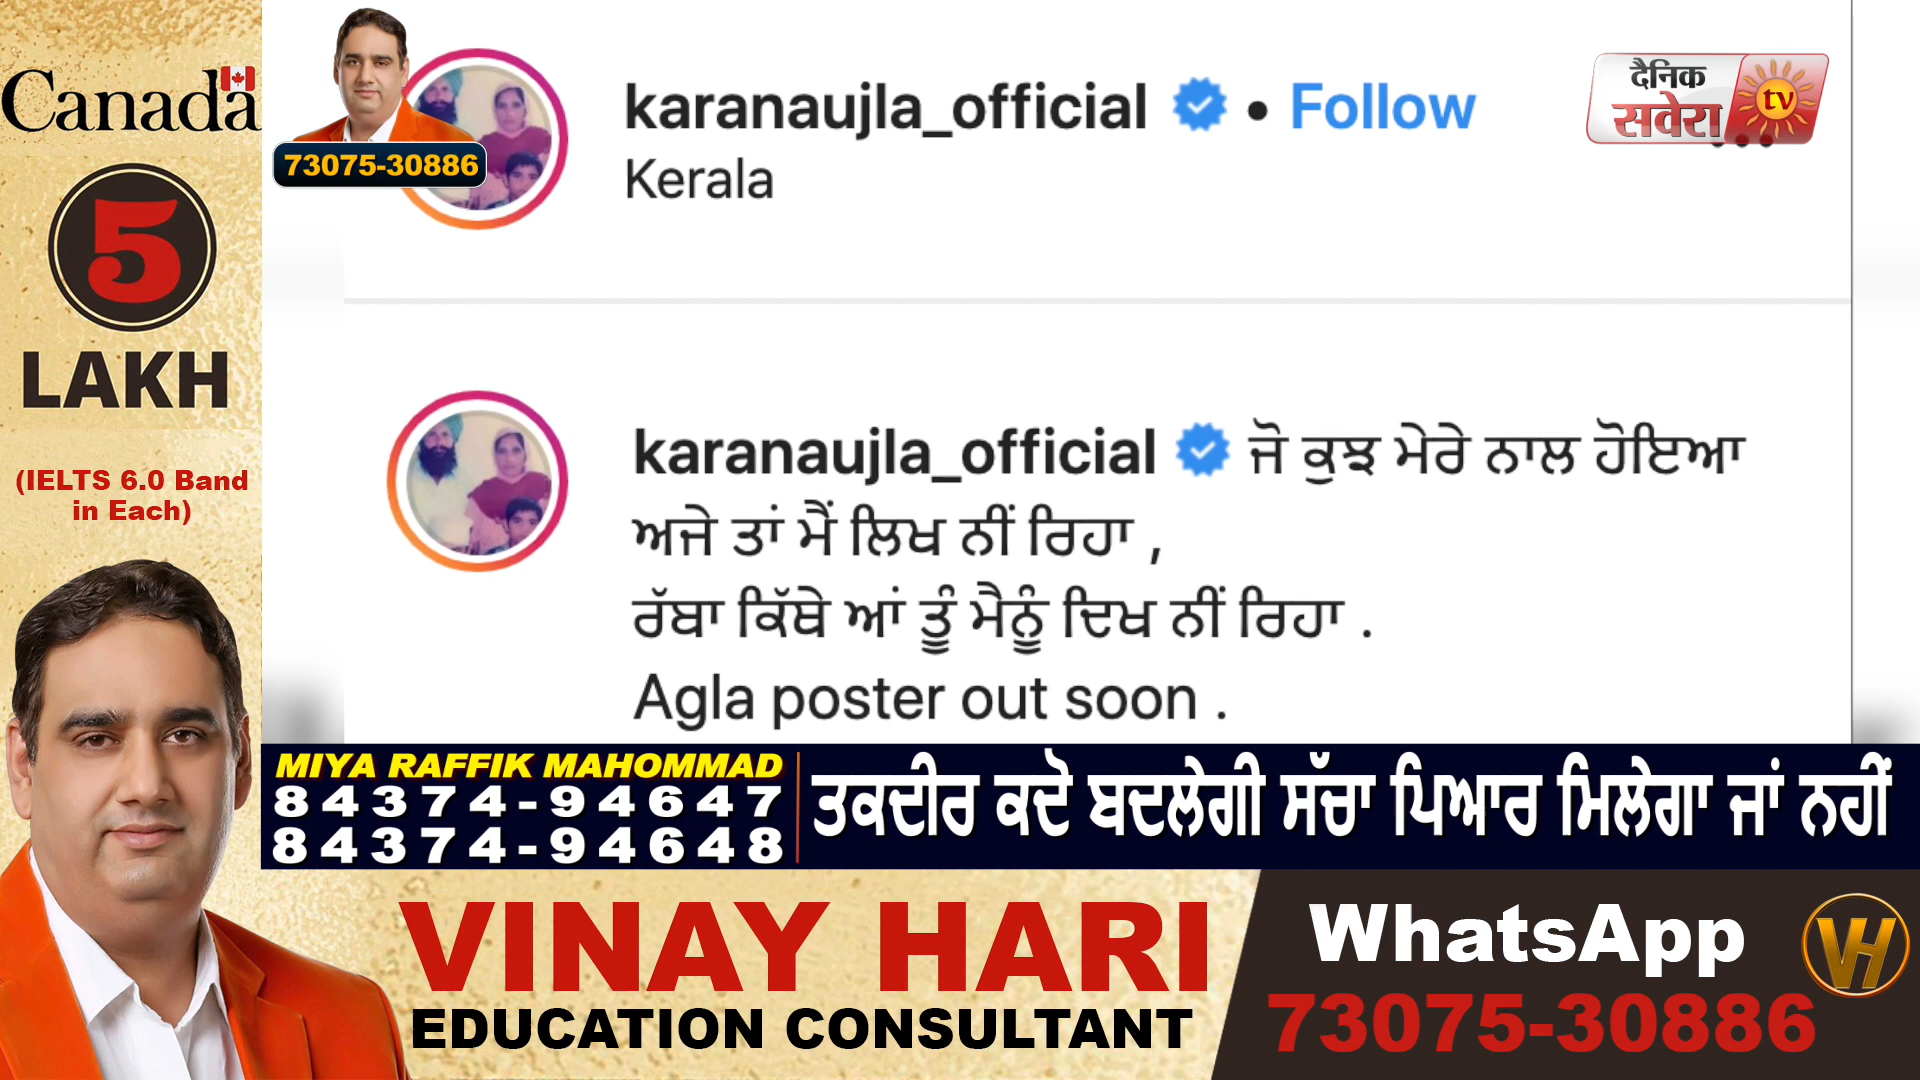 Canada
5
LAKH
(IELTS 6.0 Band
in Each)
73075-30886
karanaujla_official • Follow
Kerala
दैनिक
सवेरा
tv
karanaujla_official ਜੋ ਕੁਝ ਮੇਰੇ ਨਾਲ ਹੋਇਆ
ਅਜੇ ਤਾਂ ਮੈਂ ਲਿਖ ਨੀਂ ਰਿਹਾ ,
ਰੱਬਾ ਕਿੱਥੇ ਆਂ ਤੂੰ ਮੈਨੂੰ ਦਿਖ ਨੀਂ ਰਿਹਾ .
Agla poster out soon .
MIYA RAFFIK MAHOMMAD
84374-94647
84374-94648
ਤਕਦੀਰ ਕਦੋ ਬਦਲੇਗੀ ਸੱਚਾ ਪਿਆਰ ਮਿਲੇਗਾ ਜਾਂ ਨਹੀਂ
VINAY HARI
EDUCATION CONSULTANT
WhatsApp
73075-30886
VH